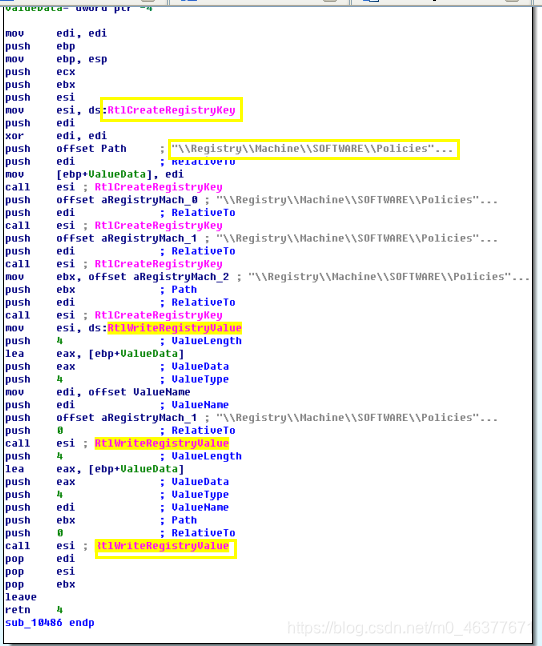 ValueData= dword ptr -4
mov     edi, edi
push    ebp
mov     ebp, esp
push    ecx
push    ebx
push    esi
mov     esi, ds:RtlCreateRegistryKey
push    edi
xor     edi, edi
push    offset Path     ; "\\Registry\\Machine\\SOFTWARE\\Policies"...
push    edi             ; RelativeTo
mov     [ebp+ValueData], edi
call    esi ; RtlCreateRegistryKey
push    offset aRegistryMach_0 ; "\\Registry\\Machine\\SOFTWARE\\Policies"...
push    edi             ; RelativeTo
call    esi ; RtlCreateRegistryKey
push    offset aRegistryMach_1 ; "\\Registry\\Machine\\SOFTWARE\\Policies"...
push    edi             ; RelativeTo
call    esi ; RtlCreateRegistryKey
mov     ebx, offset aRegistryMach_2 ; "\\Registry\\Machine\\SOFTWARE\\Policies"...
push    ebx             ; Path
push    edi             ; RelativeTo
call    esi ; RtlCreateRegistryKey
mov     esi, ds:RtlWriteRegistryValue
push    4               ; ValueLength
lea     eax, [ebp+ValueData]
push    eax             ; ValueData
push    4               ; ValueType
mov     edi, offset ValueName
push    edi             ; ValueName
push    offset aRegistryMach_1 ; "\\Registry\\Machine\\SOFTWARE\\Policies"...
push    0               ; RelativeTo
call    esi ; RtlWriteRegistryValue
push    4               ; ValueLength
lea     eax, [ebp+ValueData]
push    eax             ; ValueData
push    4               ; ValueType
push    edi             ; ValueName
push    ebx             ; Path
push    0               ; RelativeTo
call    esi ; RtlWriteRegistryValue
pop     edi
pop     esi
pop     ebx
leave
retn    4
sub_10486 endp
https://blog.csdn.net/m0_46377671